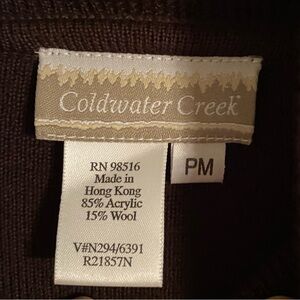 Coldwater Creek
PM
RN 98516
Made in
Hong Kong
85% Acrylic
15% Wool
V#N294/6391
R21857N